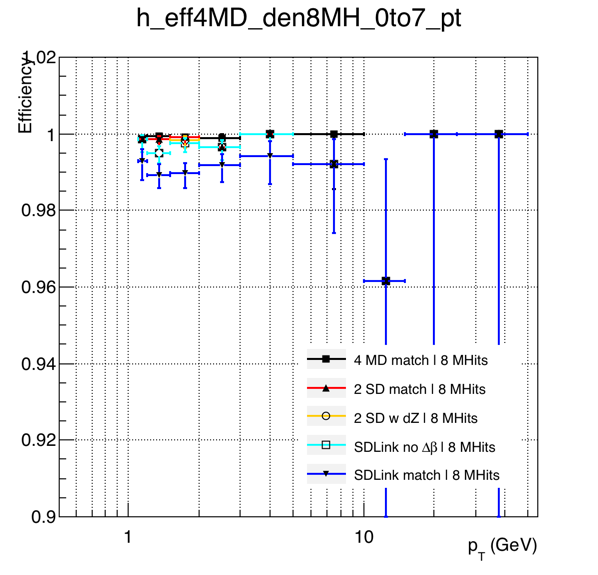 h_eff4MD_den8MH_0to7_pt
Efficiency
1.02
1
0.98
0.96
0.94
0.92
0.9
4 MD match | 8 MHits
2 SD match | 8 MHits
2 SD w dZ | 8 MHits
SDLink no Δβ | 8 MHits
SDLink match | 8 MHits
1
10
p_T (GeV)